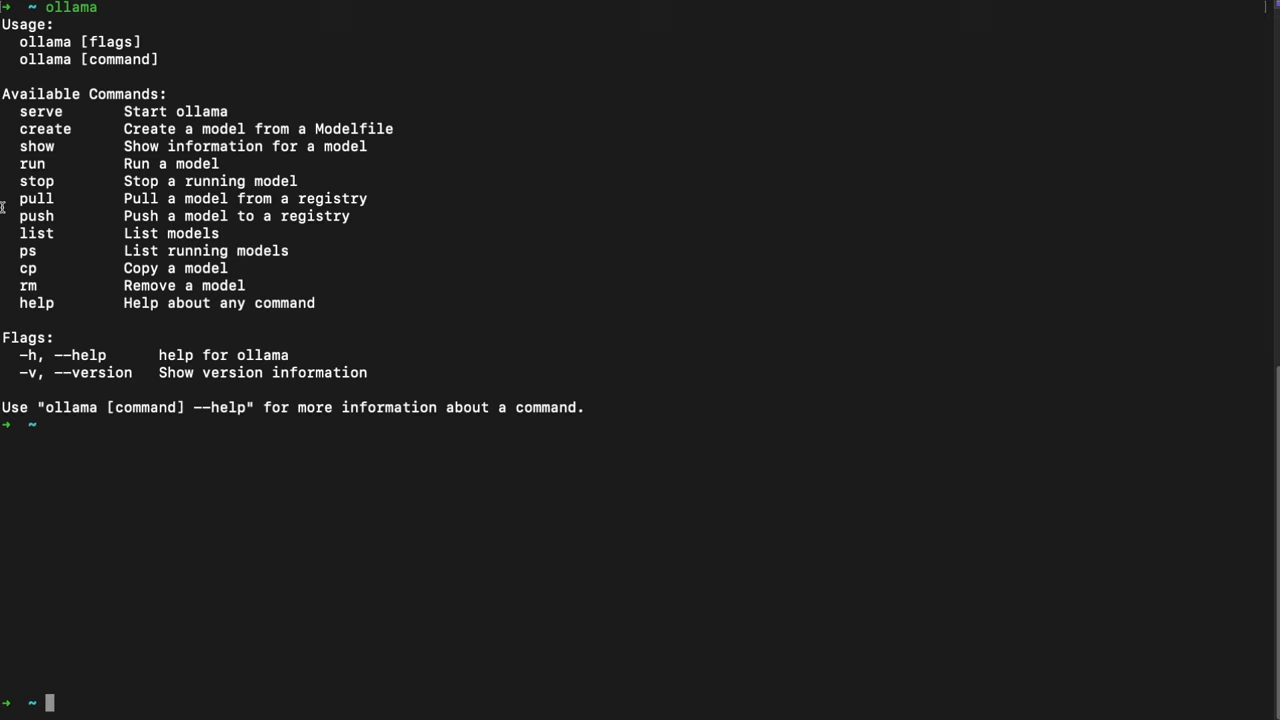 ➜  ~ ollama
Usage:
  ollama [flags]
  ollama [command]

Available Commands:
  serve       Start ollama
  create      Create a model from a Modelfile
  show        Show information for a model
  run         Run a model
  stop        Stop a running model
  pull        Pull a model from a registry
  push        Push a model to a registry
  list        List models
  ps          List running models
  cp          Copy a model
  rm          Remove a model
  help        Help about any command

Flags:
  -h, --help      help for ollama
  -v, --version   Show version information

Use "ollama [command] --help" for more information about a command.
➜  ~
➜  ~